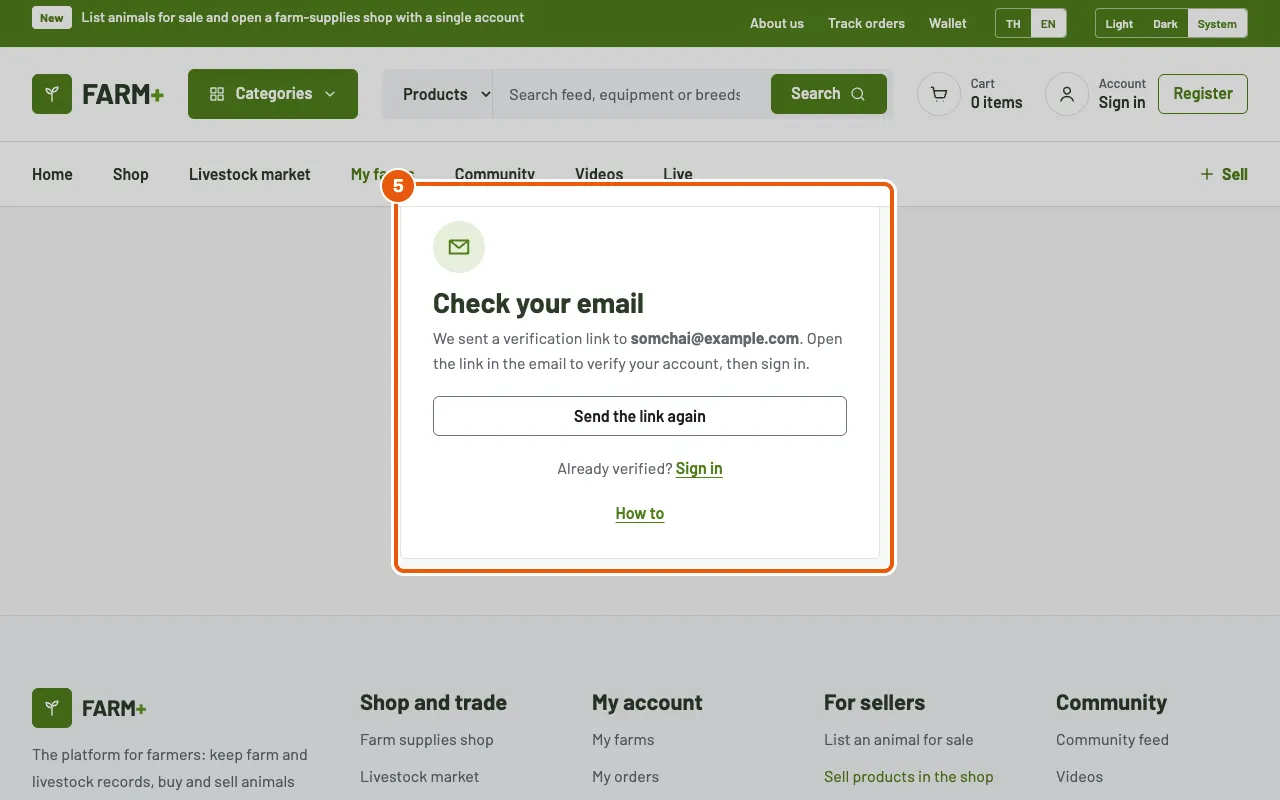 New List animals for sale and open a farm-supplies shop with a single account
About us Track orders Wallet TH EN Light Dark System
FARM+ Categories Products Search feed, equipment or breeds Search Cart 0 items Account Sign in Register
Home Shop Livestock market My farms Community Videos Live + Sell
5
Check your email
We sent a verification link to somchai@example.com. Open
the link in the email to verify your account, then sign in.
Send the link again
Already verified? Sign in
How to
FARM+
The platform for farmers: keep farm and
livestock records, buy and sell animals
Shop and trade
Farm supplies shop
Livestock market
My account
My farms
My orders
For sellers
List an animal for sale
Sell products in the shop
Community
Community feed
Videos